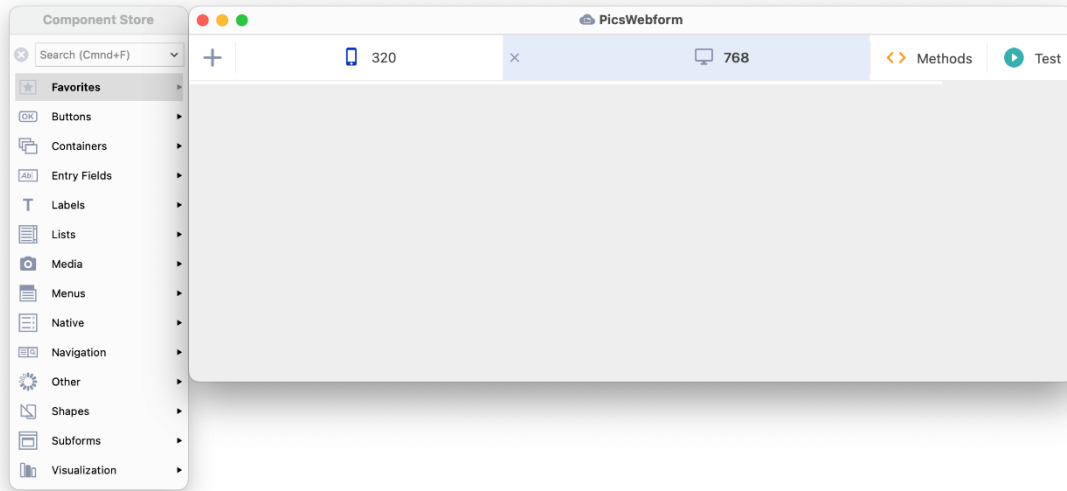 Component Store
Search (Cmnd+F)
Favorites
OK Buttons
Containers
Ab Entry Fields
T Labels
Lists
Media
Menus
Native
Navigation
Other
Shapes
Subforms
Visualization
PicsWebform
320
768
Methods
Test